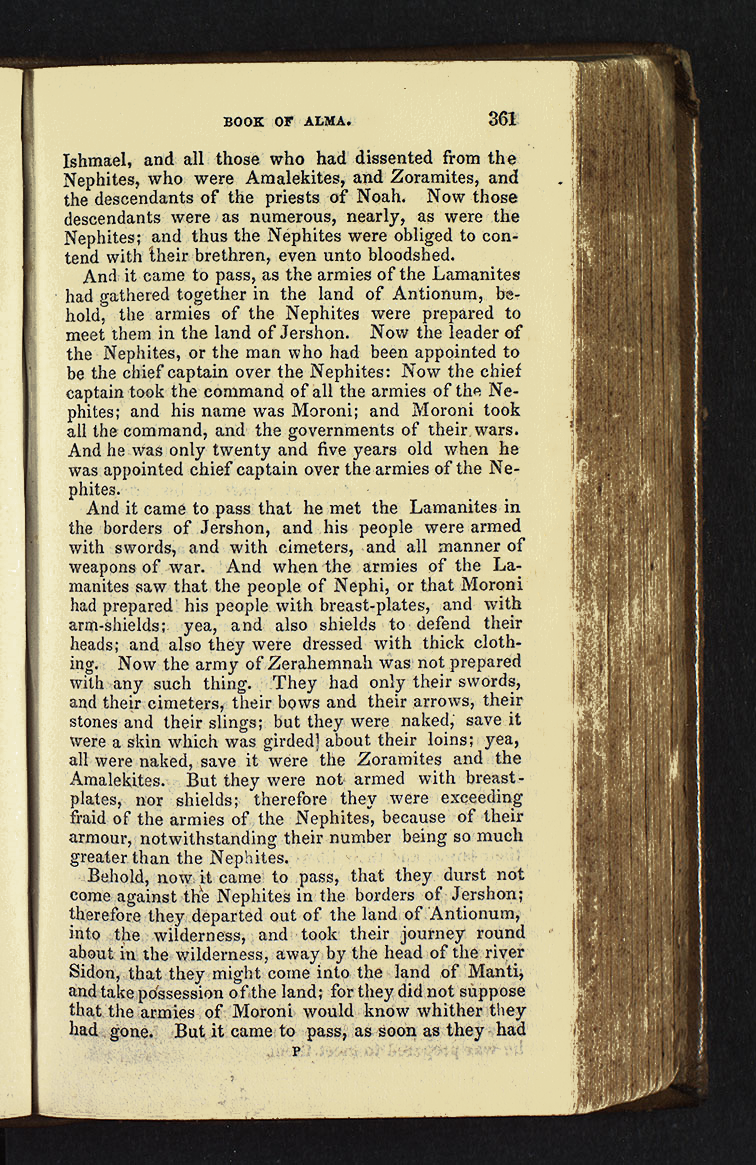 BOOK OF ALMA. 361
Ishmael, and all those who had dissented from the
Nephites, who were Amalekites, and Zoramites, and
the descendants of the priests of Noah. Now those
descendants were as numerous, nearly, as were the
Nephites; and thus the Nephites were obliged to con-
tend with their brethren, even unto bloodshed.
And it came to pass, as the armies of the Lamanites
had gathered together in the land of Antionum, be-
hold, the armies of the Nephites were prepared to
meet them in the land of Jershon. Now the leader of
the Nephites, or the man who had been appointed to
be the chief captain over the Nephites: Now the chief
captain took the command of all the armies of the Ne-
phites; and his name was Moroni; and Moroni took
all the command, and the governments of their wars.
And he was only twenty and five years old when he
was appointed chief captain over the armies of the Ne-
phites.
And it came to pass that he met the Lamanites in
the borders of Jershon, and his people were armed
with swords, and with cimeters, and all manner of
weapons of war. And when the armies of the La-
manites saw that the people of Nephi, or that Moroni
had prepared his people with breast-plates, and with
arm-shields; yea, and also shields to defend their
heads; and also they were dressed with thick cloth-
ing. Now the army of Zerahemnah was not prepared
with any such thing. They had only their swords,
and their cimeters, their bows and their arrows, their
stones and their slings; but they were naked, save it
were a skin which was girded] about their loins; yea,
all were naked, save it were the Zoramites and the
Amalekites. But they were not armed with breast-
plates, nor shields; therefore they were exceeding
fraid of the armies of the Nephites, because of their
armour, notwithstanding their number being so much
greater than the Nephites.
Behold, now it came to pass, that they durst not
come against the Nephites in the borders of Jershon;
therefore they departed out of the land of Antionum,
into the wilderness, and took their journey round
about in the wilderness, away by the head of the river
Sidon, that they might come into the land of Manti,
and take possession of the land; for they did not suppose
that the armies of Moroni would know whither they
had gone. But it came to pass, as soon as they had
P